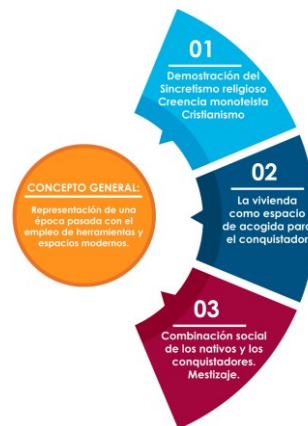 CONCEPTO GENERAL:
Representación de una
época pasada con el
empleo de herramientas y
espacios modernos.
01
Demostración del
Sincretismo religioso
Creencia monoteista
Cristianismo
02
La vivienda
como espacio
de acogida para
el conquistador
03
Combinación social
de los nativos y los
conquistadores.
Mestizaje.